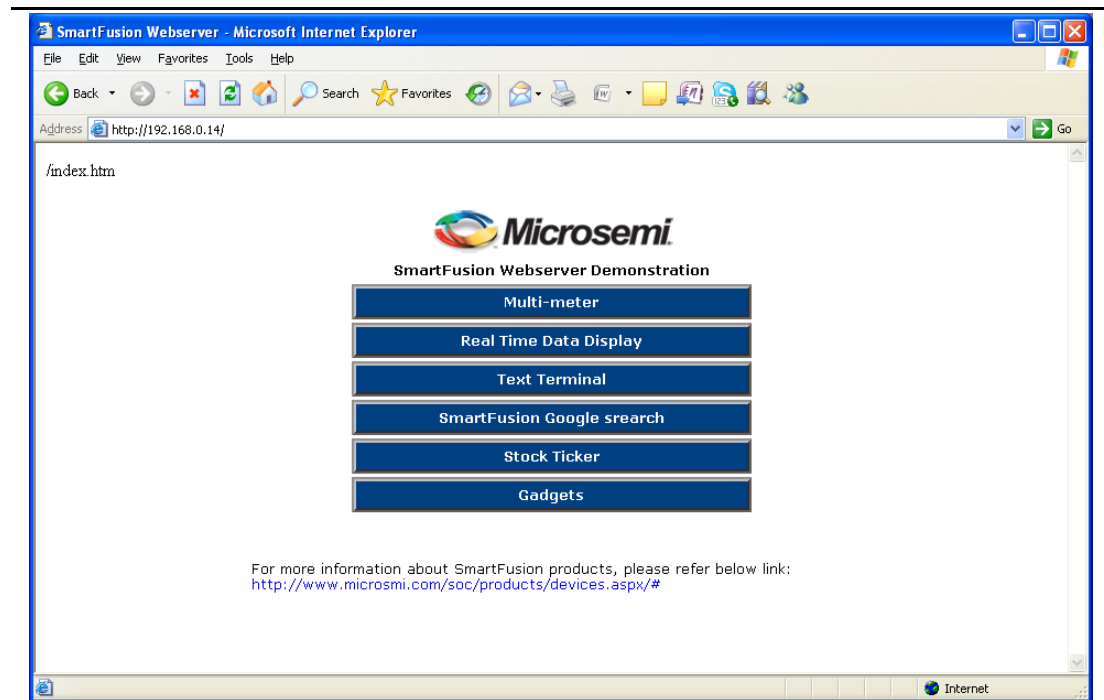 SmartFusion Webserver - Microsoft Internet Explorer
File Edit View Favorites Tools Help
Back Search Favorites
Address http://192.168.0.14/ Go
/index.htm
Microsemi.
SmartFusion Webserver Demonstration
Multi-meter
Real Time Data Display
Text Terminal
SmartFusion Google srearch
Stock Ticker
Gadgets
For more information about SmartFusion products, please refer below link:
http://www.microsmi.com/soc/products/devices.aspx/#
Internet